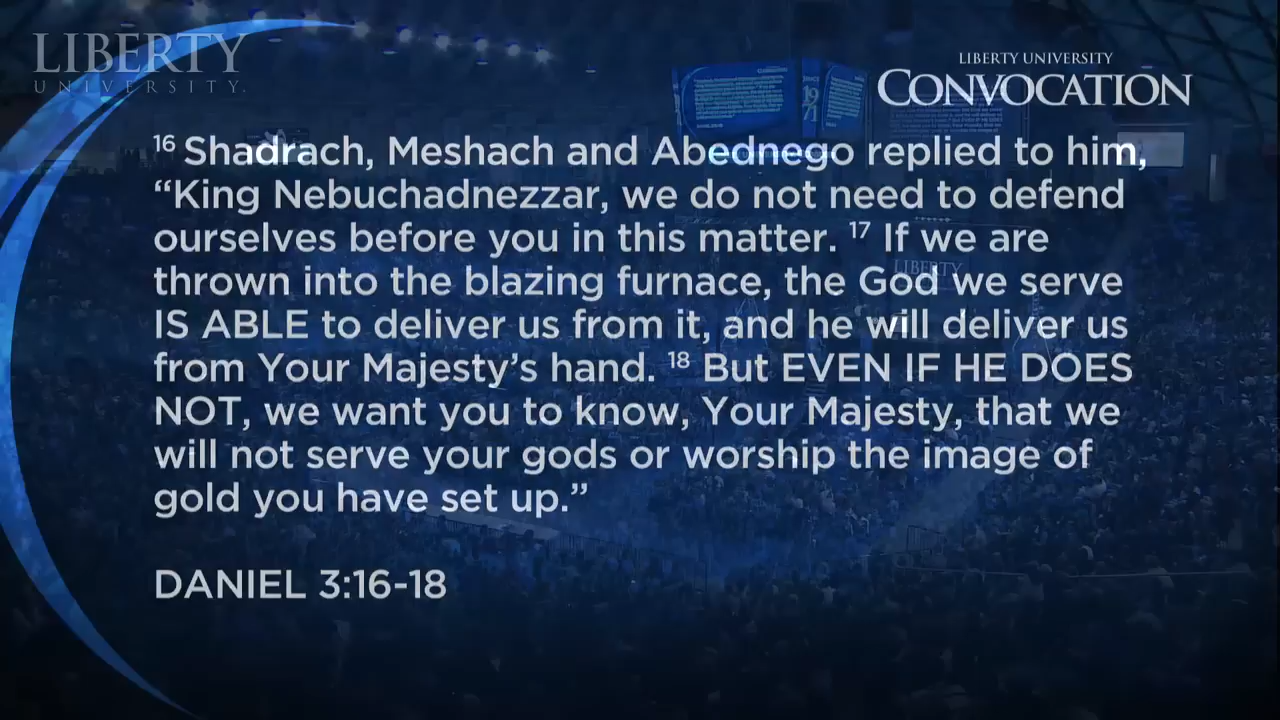 LIBERTY
UNIVERSITY.
LIBERTY UNIVERSITY
CONVOCATION
16 Shadrach, Meshach and Abednego replied to him,
“King Nebuchadnezzar, we do not need to defend
ourselves before you in this matter. 17 If we are
thrown into the blazing furnace, the God we serve
IS ABLE to deliver us from it, and he will deliver us
from Your Majesty’s hand. 18 But EVEN IF HE DOES
NOT, we want you to know, Your Majesty, that we
will not serve your gods or worship the image of
gold you have set up.”
DANIEL 3:16-18
LIBERTY